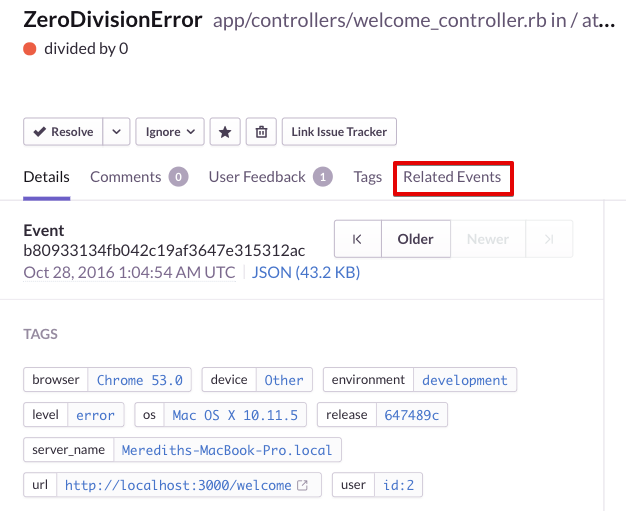 ZeroDivisionError app/controllers/welcome_controller.rb in / at...
divided by 0
Resolve Ignore Link Issue Tracker
Details Comments 0 User Feedback 1 Tags Related Events
Event
b80933134fb042c19af3647e315312ac
Older Newer
Oct 28, 2016 1:04:54 AM UTC JSON (43.2 KB)
TAGS
browser Chrome 53.0 device Other environment development
level error os Mac OS X 10.11.5 release 647489c
server_name Merediths-MacBook-Pro.local
url http://localhost:3000/welcome user id:2